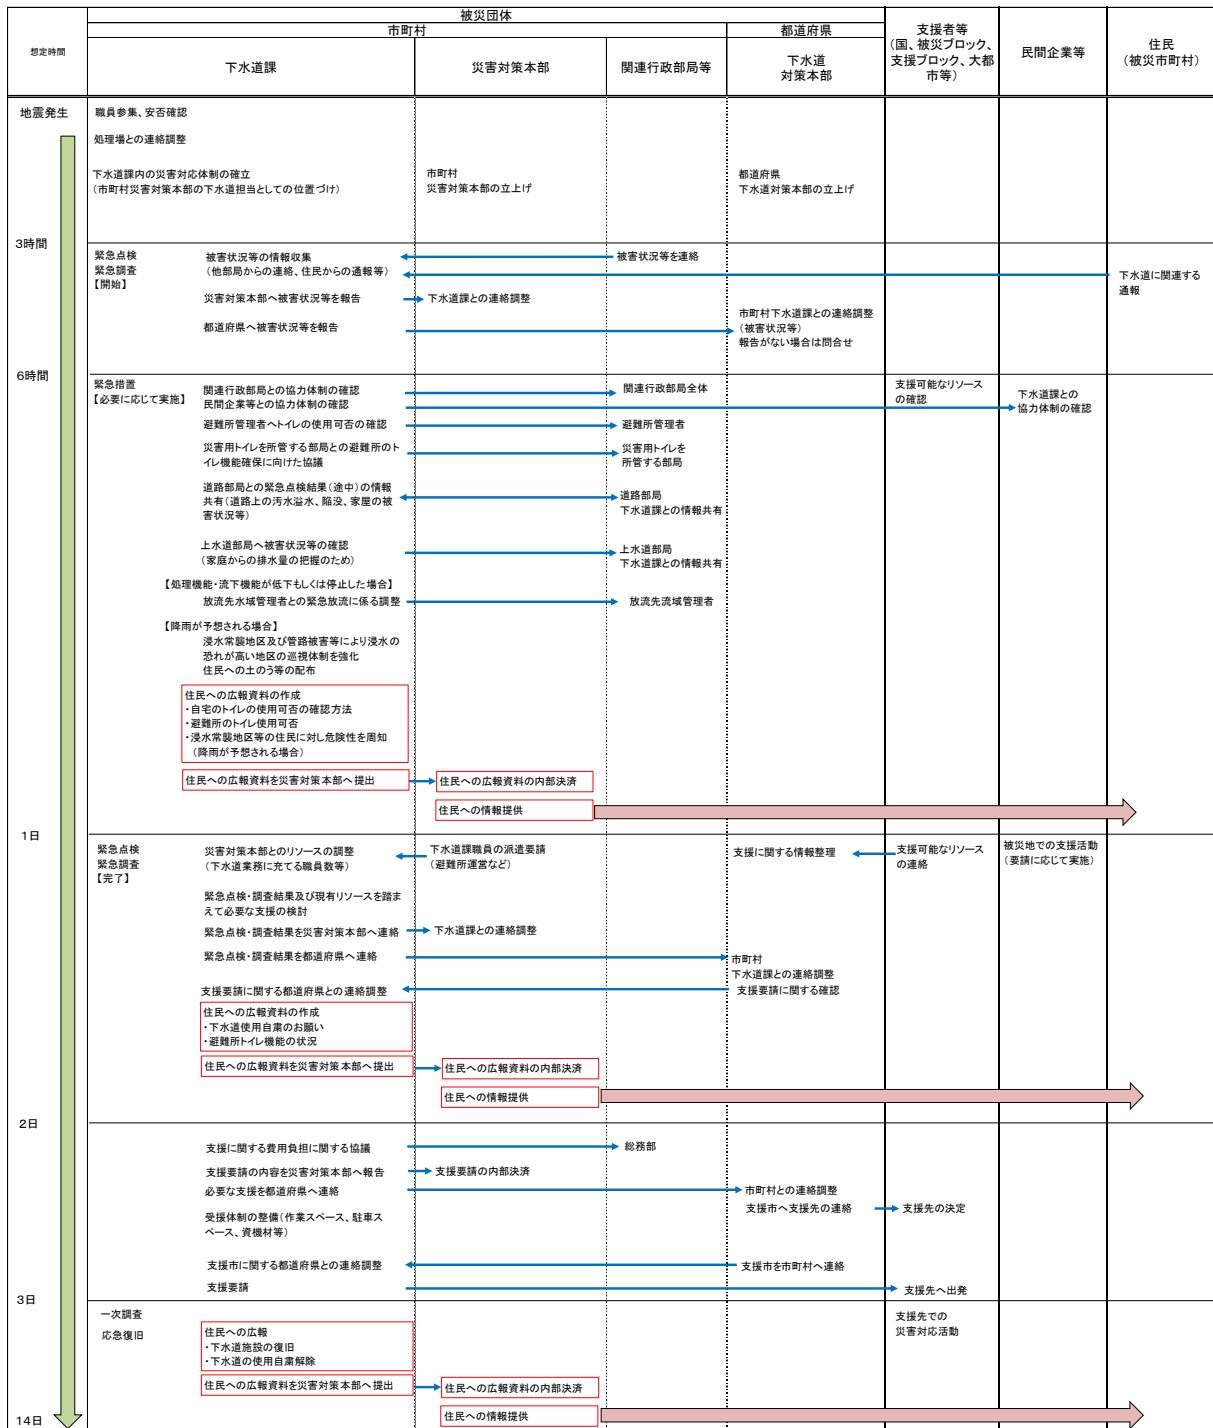 想定時間
被災団体
市町村
都道府県
下水道課
災害対策本部
関連行政部局等
下水道
対策本部
支援者等
(国、被災ブロック、
支援ブロック、大都
市等)
民間企業等
住民
(被災市町村)
地震発生
職員参集、安否確認
処理場との連絡調整
下水道課内の災害対応体制の確立
(市町村災害対策本部の下水道担当としての位置づけ)
市町村
災害対策本部の立上げ
都道府県
下水道対策本部の立上げ
3時間
緊急点検
緊急調査
【開始】
被害状況等の情報収集
(他部局からの連絡、住民からの通報等)
被害状況等を連絡
下水道に関連する
通報
災害対策本部へ被害状況等を報告
下水道課との連絡調整
都道府県へ被害状況等を報告
市町村下水道課との連絡調整
(被害状況等)
報告がない場合は問合せ
6時間
緊急措置
【必要に応じて実施】
関連行政部局との協力体制の確認
民間企業等との協力体制の確認
関連行政部局全体
支援可能なリソース
の確認
下水道課との
協力体制の確認
避難所管理者へトイレの使用可否の確認
避難所管理者
災害用トイレを所管する部局との避難所のト
イレ機能確保に向けた協議
災害用トイレを
所管する部局
道路部局との緊急点検結果(途中)の情報
共有(道路上の汚水溢水、陥没、家屋の被
害状況等)
道路部局
下水道課との情報共有
上水道部局へ被害状況等の確認
(家庭からの排水量の把握のため)
上水道部局
下水道課との情報共有
【処理機能・流下機能が低下もしくは停止した場合】
放流先水域管理者との緊急放流に係る調整
放流先流域管理者
【降雨が予想される場合】
浸水常襲地区及び管路被害等により浸水の
恐れが高い地区の巡視体制を強化
住民への土のう等の配布
住民への広報資料の作成
・自宅のトイレの使用可否の確認方法
・避難所のトイレ使用可否
・浸水常襲地区等の住民に対し危険性を周知
(降雨が予想される場合)
住民への広報資料を災害対策本部へ提出
住民への広報資料の内部決済
住民への情報提供
1日
緊急点検
緊急調査
【完了】
災害対策本部とのリソースの調整
(下水道業務に充てる職員数等)
下水道課職員の派遣要請
(避難所運営など)
支援に関する情報整理
支援可能なリソース
の連絡
被災地での支援活動
(要請に応じて実施)
緊急点検・調査結果及び現有リソースを踏ま
えて必要な支援の検討
緊急点検・調査結果を災害対策本部へ連絡
下水道課との連絡調整
緊急点検・調査結果を都道府県へ連絡
市町村
下水道課との連絡調整
支援要請に関する都道府県との連絡調整
支援要請に関する確認
住民への広報資料の作成
・下水道使用自粛のお願い
・避難所トイレ機能の状況
住民への広報資料を災害対策本部へ提出
住民への広報資料の内部決済
住民への情報提供
2日
支援に関する費用負担に関する協議
総務部
支援要請の内容を災害対策本部へ報告
支援要請の内部決済
必要な支援を都道府県へ連絡
市町村との連絡調整
支援市へ支援先の連絡
支援先の決定
受援体制の整備(作業スペース、駐車ス
ペース、資機材等)
支援市に関する都道府県との連絡調整
支援市を市町村へ連絡
支援要請
支援先へ出発
3日
一次調査
応急復旧
支援先での
災害対応活動
住民への広報
・下水道施設の復旧
・下水道の使用自粛解除
住民への広報資料を災害対策本部へ提出
住民への広報資料の内部決済
住民への情報提供
14日